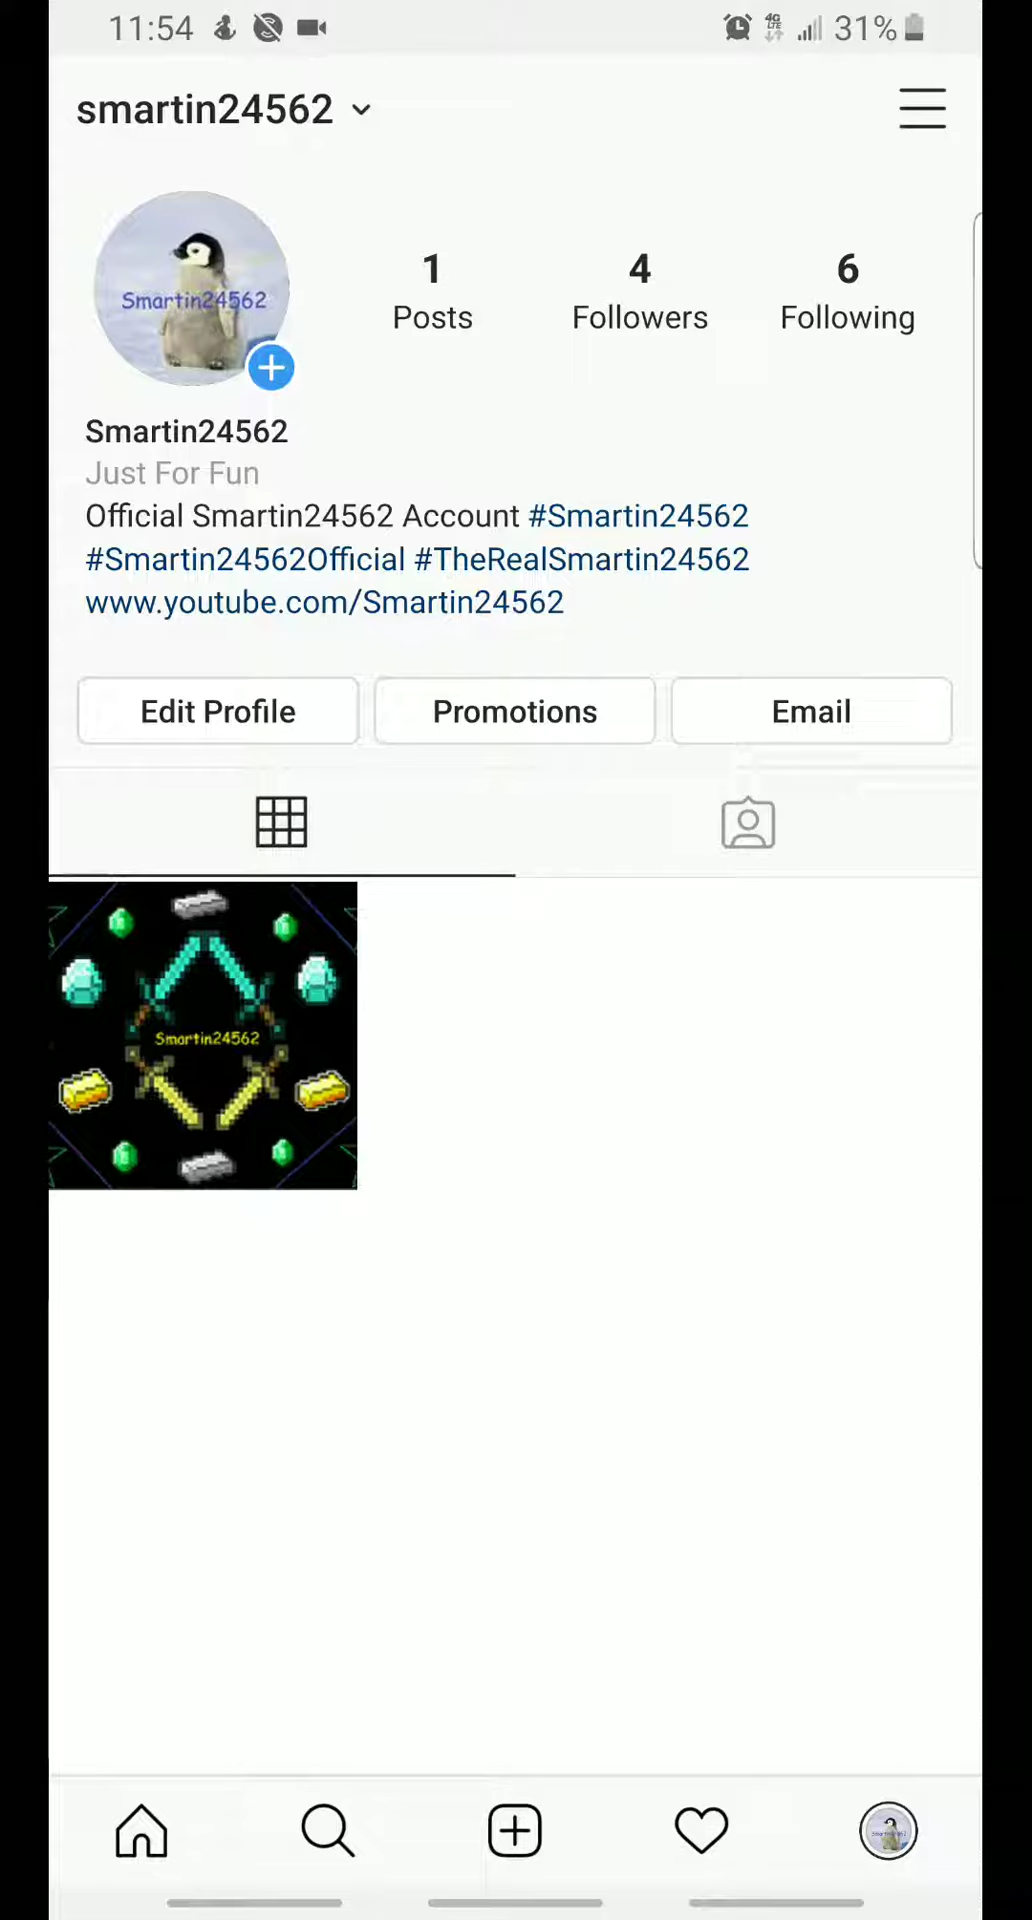 11:54 4G 31%
smartin24562
Smartin24562
1 4 6
Posts Followers Following
Smartin24562
Just For Fun
Official Smartin24562 Account #Smartin24562
#Smartin24562Official #TheRealSmartin24562
www.youtube.com/Smartin24562
Edit Profile Promotions Email
Smartin24562